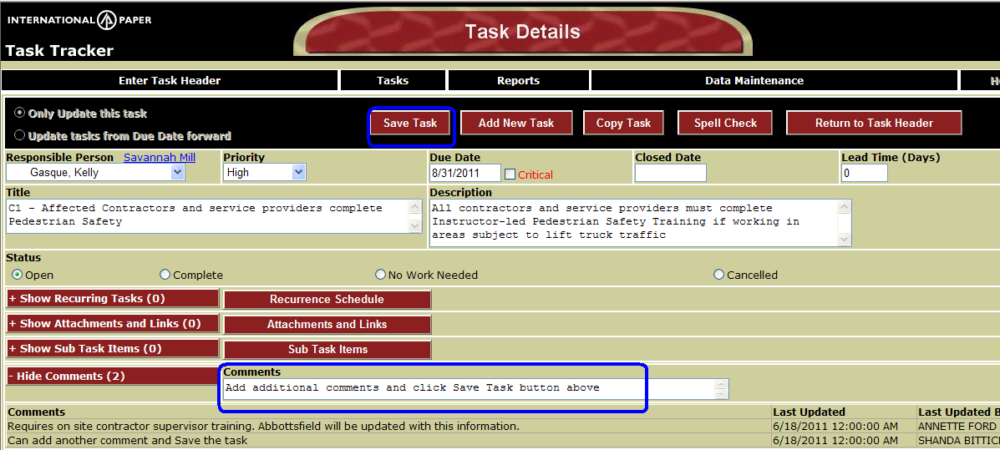 INTERNATIONAL PAPER
Task Details
Task Tracker
Enter Task Header Tasks Reports Data Maintenance
Only Update this task
Update tasks from Due Date forward
Save Task Add New Task Copy Task Spell Check Return to Task Header
Responsible Person Savannah Mill Priority Due Date Closed Date Lead Time (Days)
Gasque, Kelly High 8/31/2011 Critical 0
Title Description
C1 - Affected Contractors and service providers complete
Pedestrian Safety
All contractors and service providers must complete
Instructor-led Pedestrian Safety Training if working in
areas subject to lift truck traffic
Status
Open Complete No Work Needed Cancelled
+ Show Recurring Tasks (0) Recurrence Schedule
+ Show Attachments and Links (0) Attachments and Links
+ Show Sub Task Items (0) Sub Task Items
- Hide Comments (2) Comments
Add additional comments and click Save Task button above
Comments Last Updated Last Updated B
Requires on site contractor supervisor training. Abbottsfield will be updated with this information. 6/18/2011 12:00:00 AM ANNETTE FORD
Can add another comment and Save the task 6/18/2011 12:00:00 AM SHANDA BITTIC